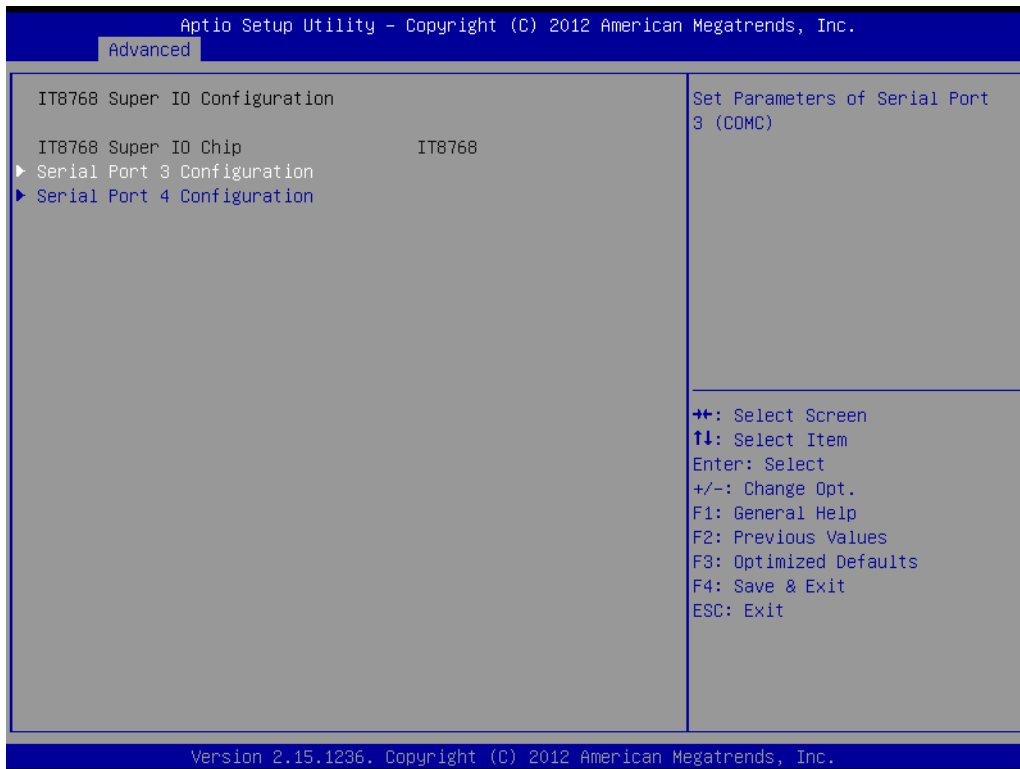 Aptio Setup Utility – Copyright (C) 2012 American Megatrends, Inc.
Advanced
IT8768 Super IO Configuration
IT8768 Super IO Chip IT8768
Serial Port 3 Configuration
Serial Port 4 Configuration
Set Parameters of Serial Port
3 (COMC)
→←: Select Screen
↑↓: Select Item
Enter: Select
+/-: Change Opt.
F1: General Help
F2: Previous Values
F3: Optimized Defaults
F4: Save & Exit
ESC: Exit
Version 2.15.1236. Copyright (C) 2012 American Megatrends, Inc.